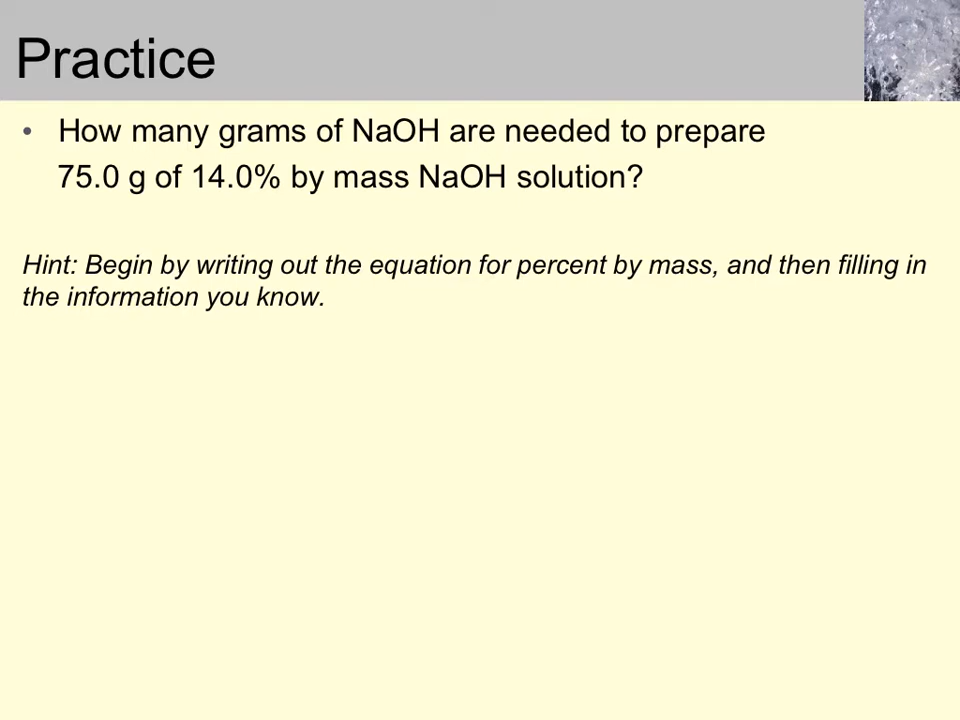 Practice
• How many grams of NaOH are needed to prepare
75.0 g of 14.0% by mass NaOH solution?
Hint: Begin by writing out the equation for percent by mass, and then filling in
the information you know.